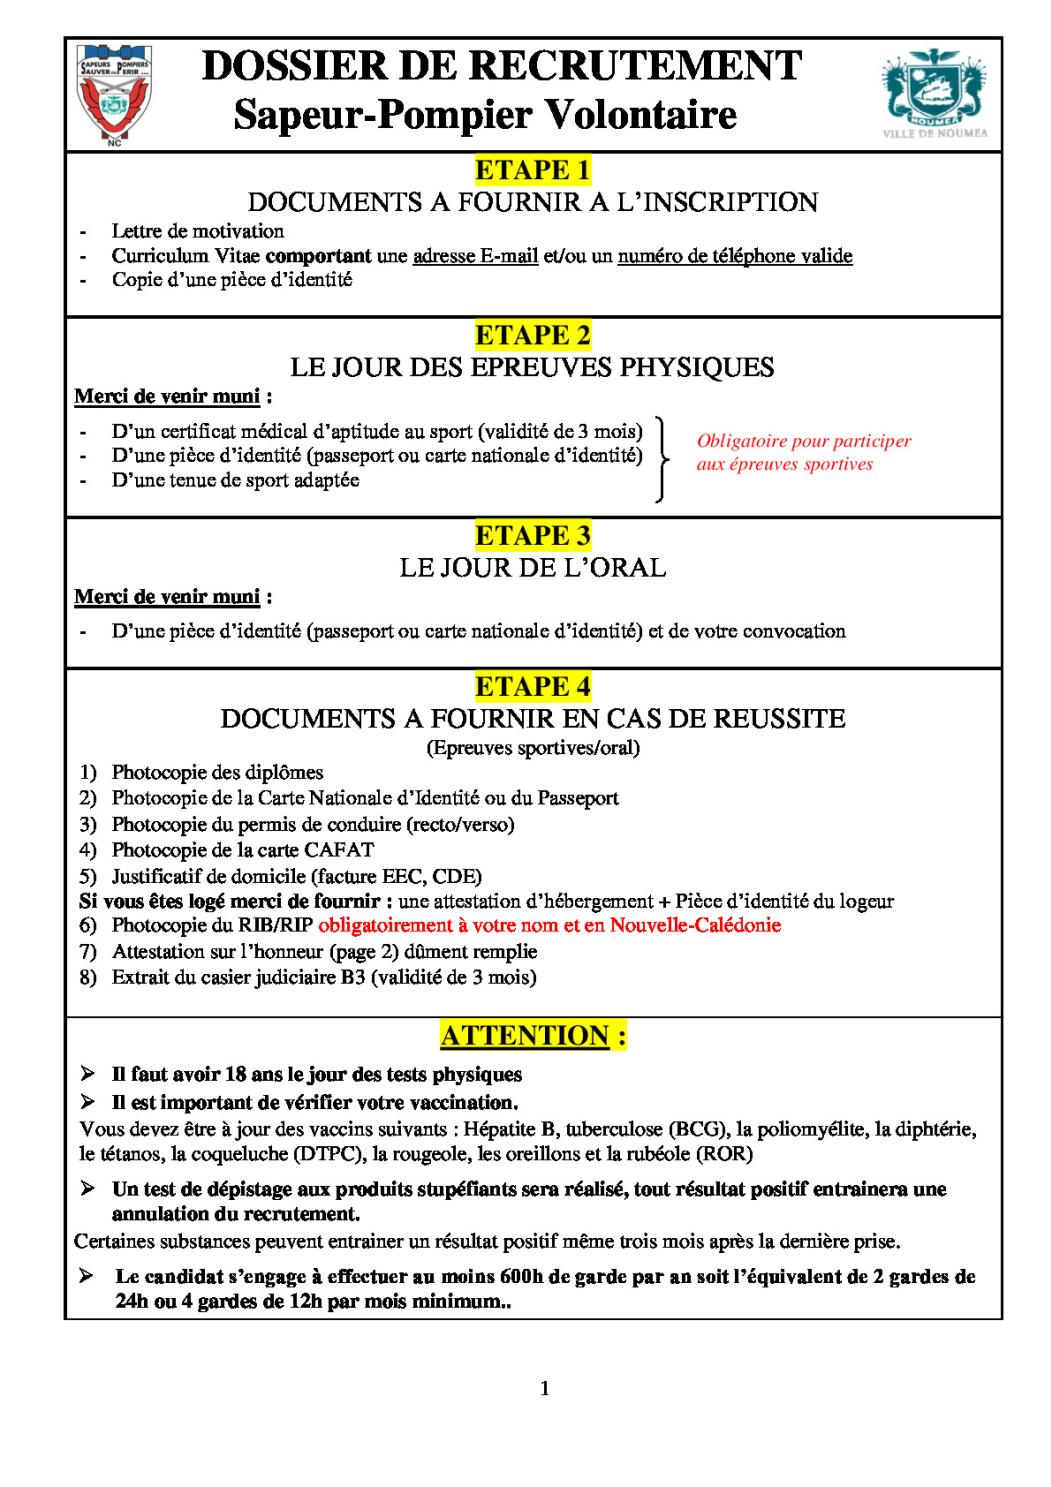 SAPEURS POMPIERS
SAUVER OU PERIR ...
NC
DOSSIER DE RECRUTEMENT
Sapeur-Pompier Volontaire
NOUMEA
VILLE DE NOUMEA
ETAPE 1
DOCUMENTS A FOURNIR A L’INSCRIPTION
- Lettre de motivation
- Curriculum Vitae comportant une adresse E-mail et/ou un numéro de téléphone valide
- Copie d’une pièce d’identité
ETAPE 2
LE JOUR DES EPREUVES PHYSIQUES
Merci de venir muni :
- D’un certificat médical d’aptitude au sport (validité de 3 mois)
- D’une pièce d’identité (passeport ou carte nationale d’identité)
- D’une tenue de sport adaptée
Obligatoire pour participer
aux épreuves sportives
ETAPE 3
LE JOUR DE L’ORAL
Merci de venir muni :
- D’une pièce d’identité (passeport ou carte nationale d’identité) et de votre convocation
ETAPE 4
DOCUMENTS A FOURNIR EN CAS DE REUSSITE
(Epreuves sportives/oral)
1) Photocopie des diplômes
2) Photocopie de la Carte Nationale d’Identité ou du Passeport
3) Photocopie du permis de conduire (recto/verso)
4) Photocopie de la carte CAFAT
5) Justificatif de domicile (facture EEC, CDE)
Si vous êtes logé merci de fournir : une attestation d’hébergement + Pièce d’identité du logeur
6) Photocopie du RIB/RIP obligatoirement à votre nom et en Nouvelle-Calédonie
7) Attestation sur l’honneur (page 2) dûment remplie
8) Extrait du casier judiciaire B3 (validité de 3 mois)
ATTENTION :
➢ Il faut avoir 18 ans le jour des tests physiques
➢ Il est important de vérifier votre vaccination.
Vous devez être à jour des vaccins suivants : Hépatite B, tuberculose (BCG), la poliomyélite, la diphtérie,
le tétanos, la coqueluche (DTPC), la rougeole, les oreillons et la rubéole (ROR)
➢ Un test de dépistage aux produits stupéfiants sera réalisé, tout résultat positif entrainera une
annulation du recrutement.
Certaines substances peuvent entrainer un résultat positif même trois mois après la dernière prise.
➢ Le candidat s’engage à effectuer au moins 600h de garde par an soit l’équivalent de 2 gardes de
24h ou 4 gardes de 12h par mois minimum..
1